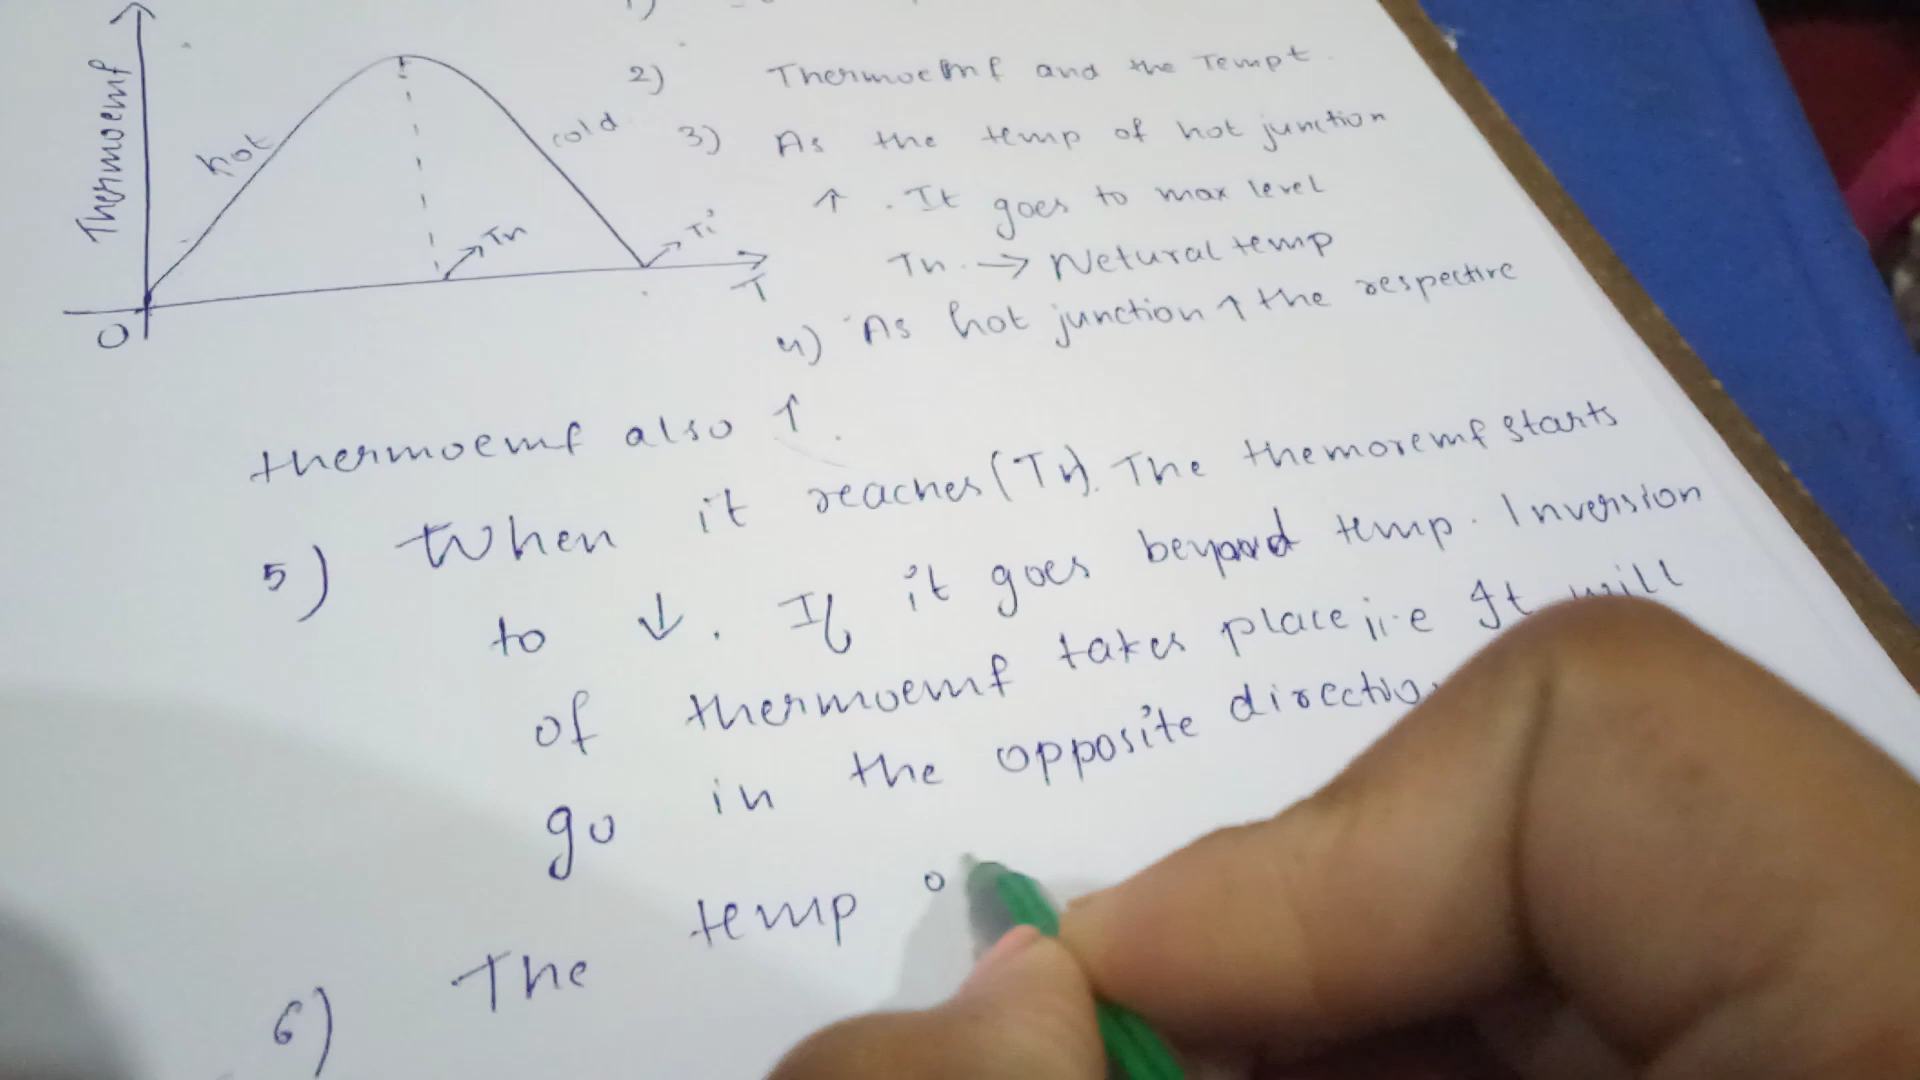 Thermoemf
hot
cold
Tn
Ti
T
O
1)
2) Thermoemf and the Tempt.
3) As the temp of hot junction
↑. It goes to max level
Tn. → Netural temp
4) As hot junction ↑ the respective
thermoemf also ↑.
5) When it reaches (Tn). The themoremf starts
to ↓. If it goes beyond temp. Inversion
of thermoemf takes place i.e It will
go in the opposite directio
6) The temp o